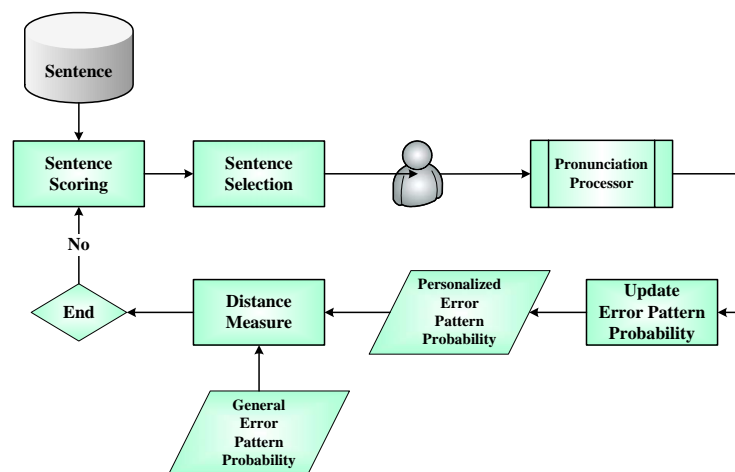 Sentence
Sentence
Scoring
Sentence
Selection
Pronunciation
Processor
No
End
Distance
Measure
Personalized
Error
Pattern
Probability
Update
Error Pattern
Probability
General
Error
Pattern
Probability